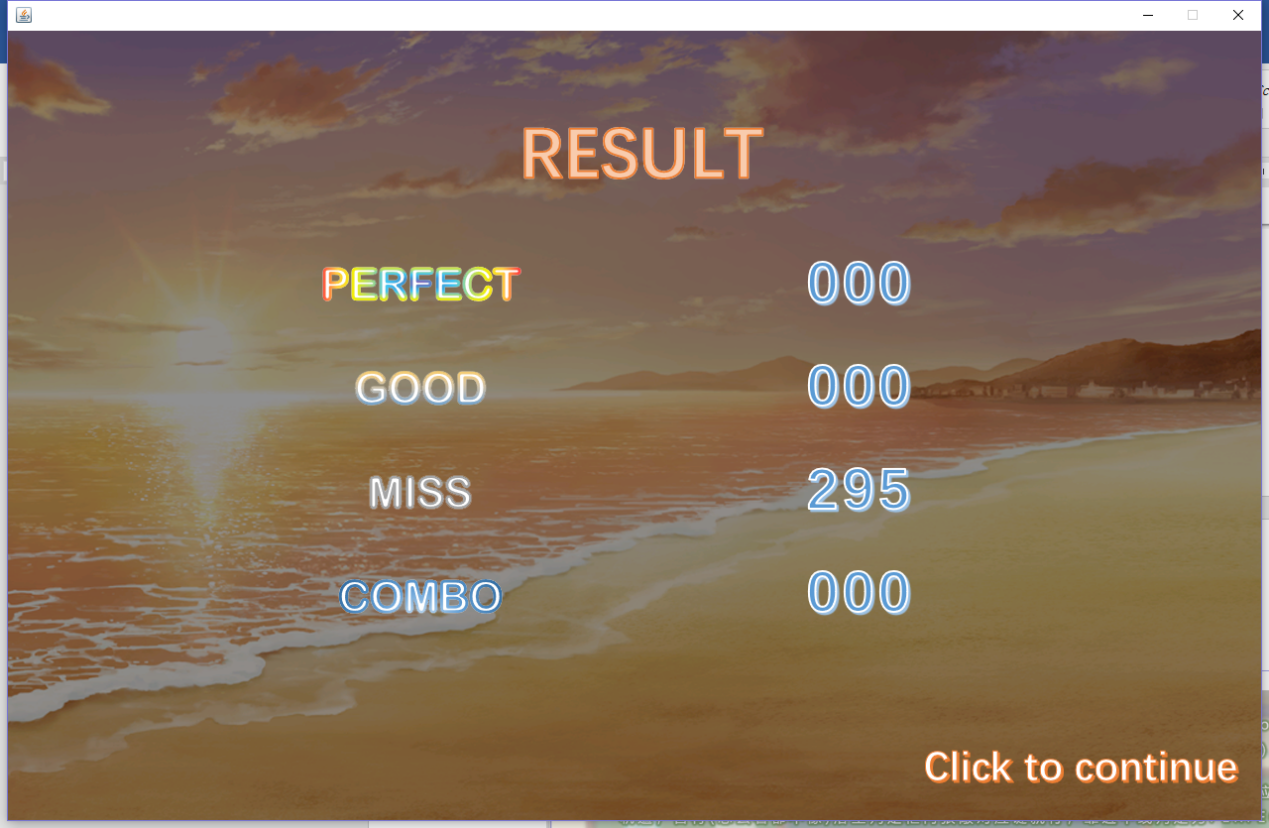 RESULT
PERFECT 000
GOOD 000
MISS 295
COMBO 000
Click to continue